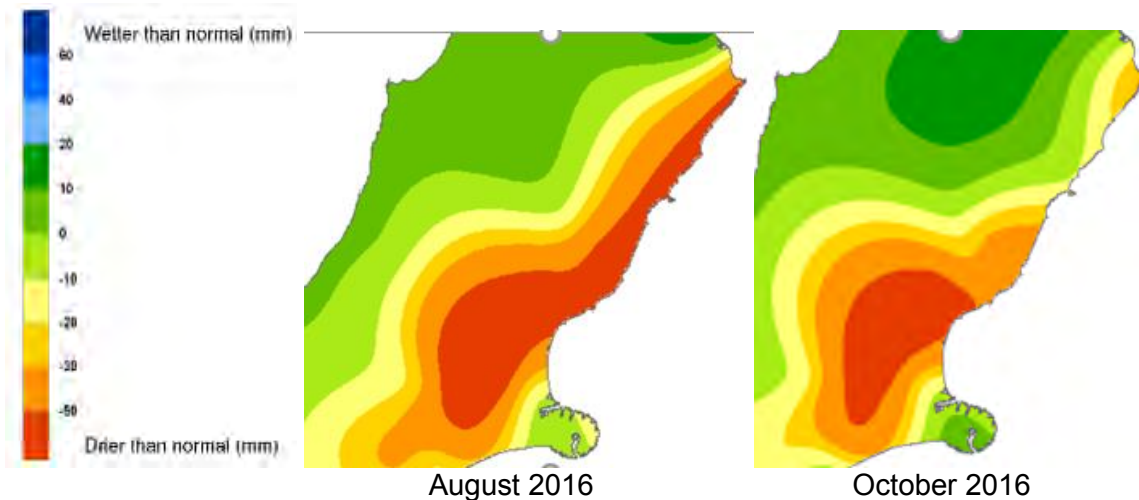 Wetter than normal (mm)
60
40
20
10
0
-10
-20
-30
-50
Drier than normal (mm)
August 2016
October 2016